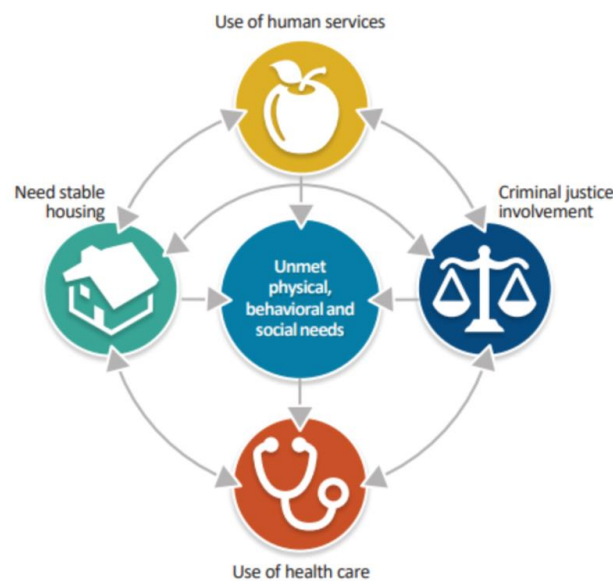 Use of human services
Need stable
housing
Criminal justice
involvement
Unmet
physical,
behavioral and
social needs
Use of health care